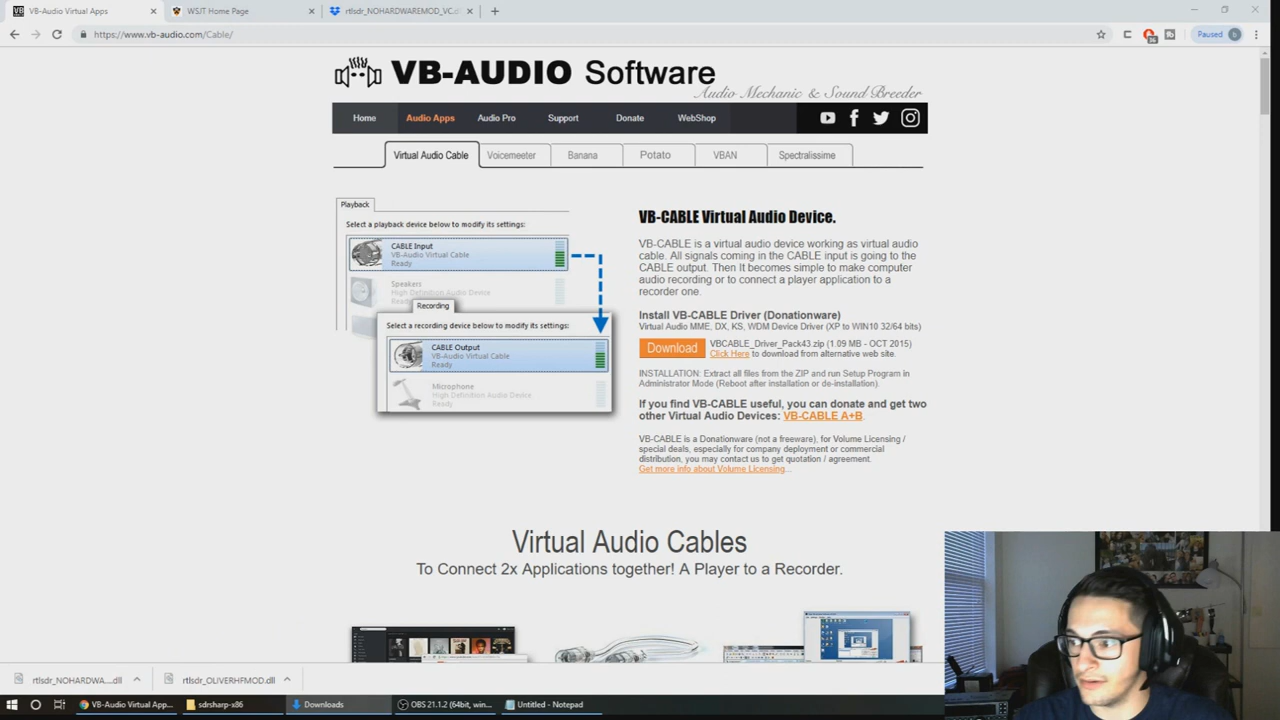 VB-Audio Virtual Apps
WSJT Home Page
rtlsdr_NOHARDWAREMOD_VC.d
https://www.vb-audio.com/Cable/
Paused
VB-AUDIO Software
Audio Mechanic & Sound Breeder
Home
Audio Apps
Audio Pro
Support
Donate
WebShop
Virtual Audio Cable
Voicemeeter
Banana
Potato
VBAN
Spectralissime
Playback
Select a playback device below to modify its settings:
CABLE Input
VB-Audio Virtual Cable
Ready
Speakers
High Definition Audio Device
Ready
Recording
Select a recording device below to modify its settings:
CABLE Output
VB-Audio Virtual Cable
Ready
Microphone
High Definition Audio Device
Ready
VB-CABLE Virtual Audio Device.
VB-CABLE is a virtual audio device working as virtual audio
cable. All signals coming in the CABLE input is going to the
CABLE output. Then It becomes simple to make computer
audio recording or to connect a player application to a
recorder one.
Install VB-CABLE Driver (Donationware)
Virtual Audio MME, DX, KS, WDM Device Driver (XP to WIN10 32/64 bits)
Download
VBCABLE_Driver_Pack43.zip (1.09 MB - OCT 2015)
Click Here to download from alternative web site.
INSTALLATION: Extract all files from the ZIP and run Setup Program in
Administrator Mode (Reboot after installation or de-installation).
If you find VB-CABLE useful, you can donate and get two
other Virtual Audio Devices: VB-CABLE A+B.
VB-CABLE is a Donationware (not a freeware), for Volume Licensing /
special deals, especially for company deployment or commercial
distribution, you may contact us to get quotation / agreement.
Get more info about Volume Licensing...
Virtual Audio Cables
To Connect 2x Applications together! A Player to a Recorder.
rtlsdr_NOHARDWA....dll
rtlsdr_OLIVERHFMOD.dll
VB-Audio Virtual App...
sdrsharp-x86
Downloads
OBS 21.1.2 (64bit, win...
Untitled - Notepad